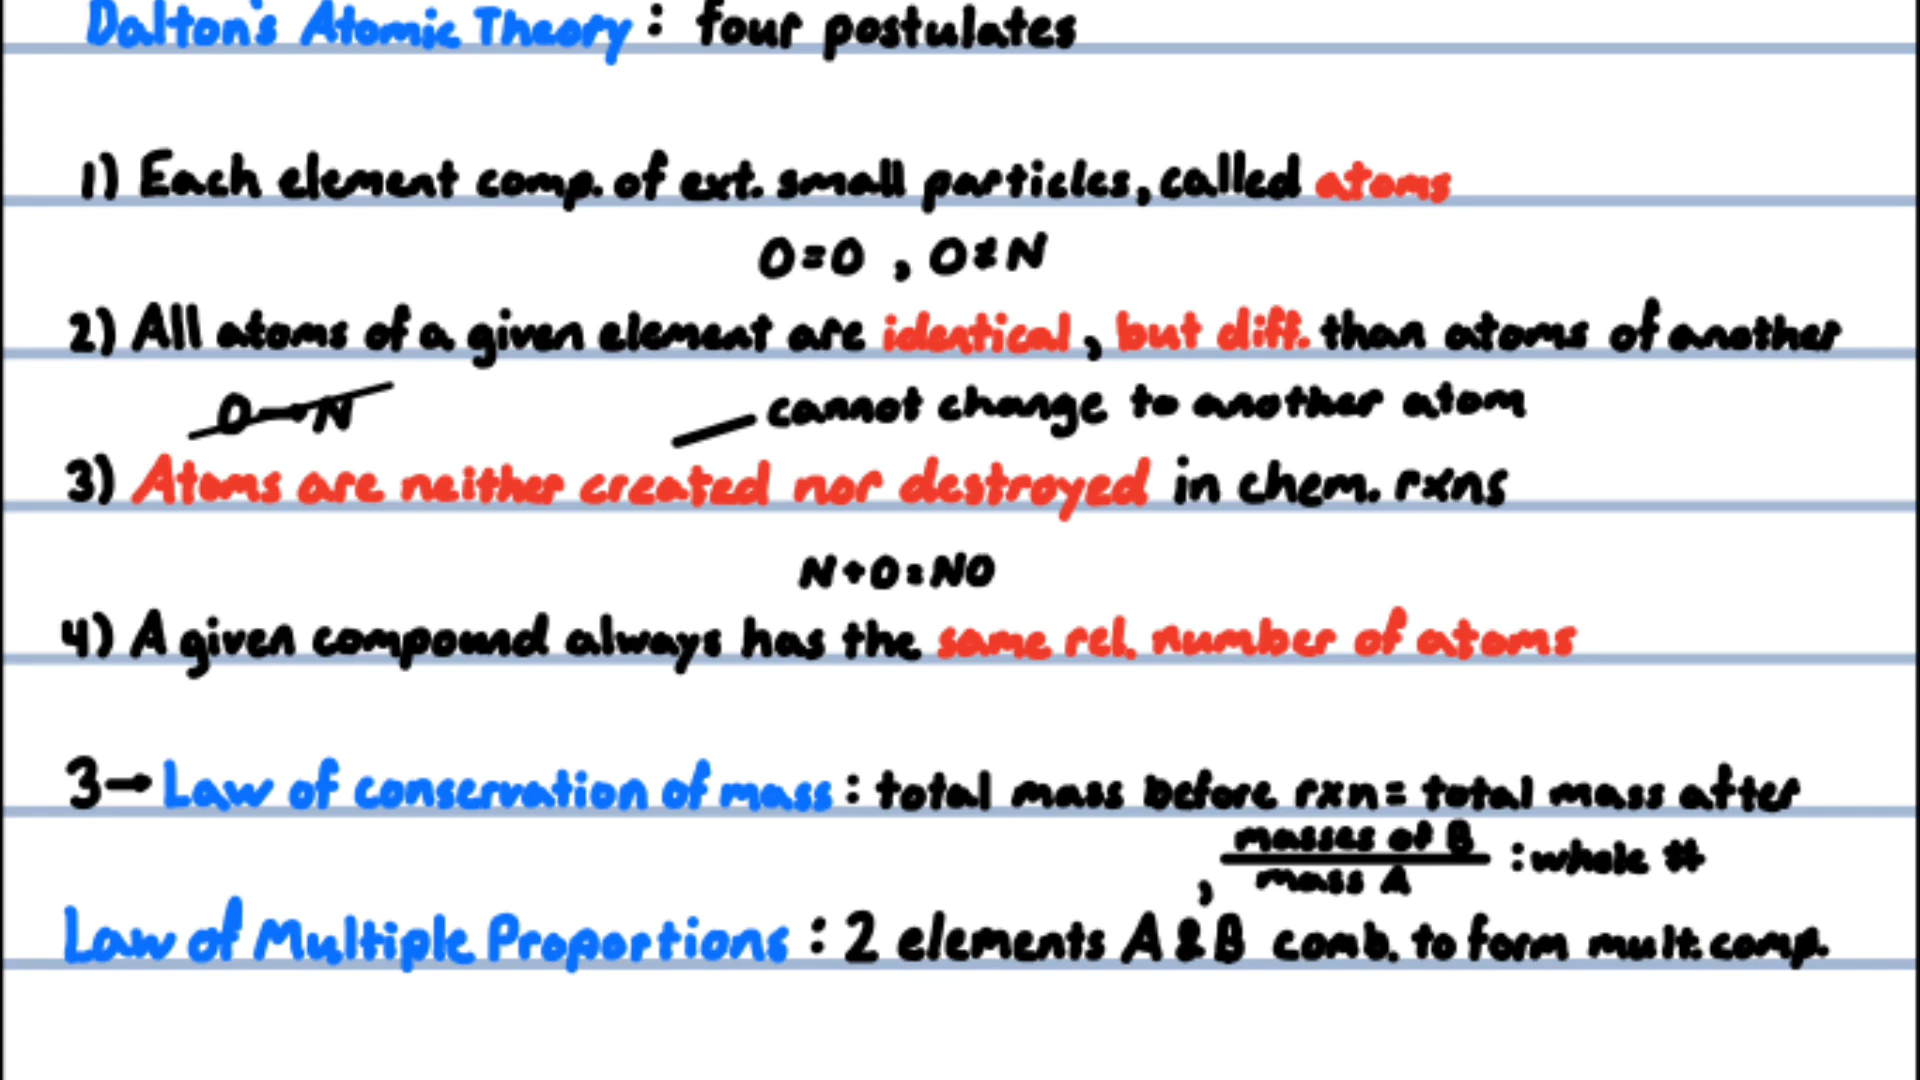 Dalton's Atomic Theory: four postulates
1) Each element comp. of ext. small particles, called atoms
O=O , O≠N
2) All atoms of a given element are identical, but diff. than atoms of another
O→N cannot change to another atom
3) Atoms are neither created nor destroyed in chem. rxns
N+O=NO
4) A given compound always has the same rel. number of atoms
3→ Law of conservation of mass: total mass before rxn = total mass after
, masses of B : whole #
mass A
Law of Multiple Proportions: 2 elements A & B comb. to form mult. comp.